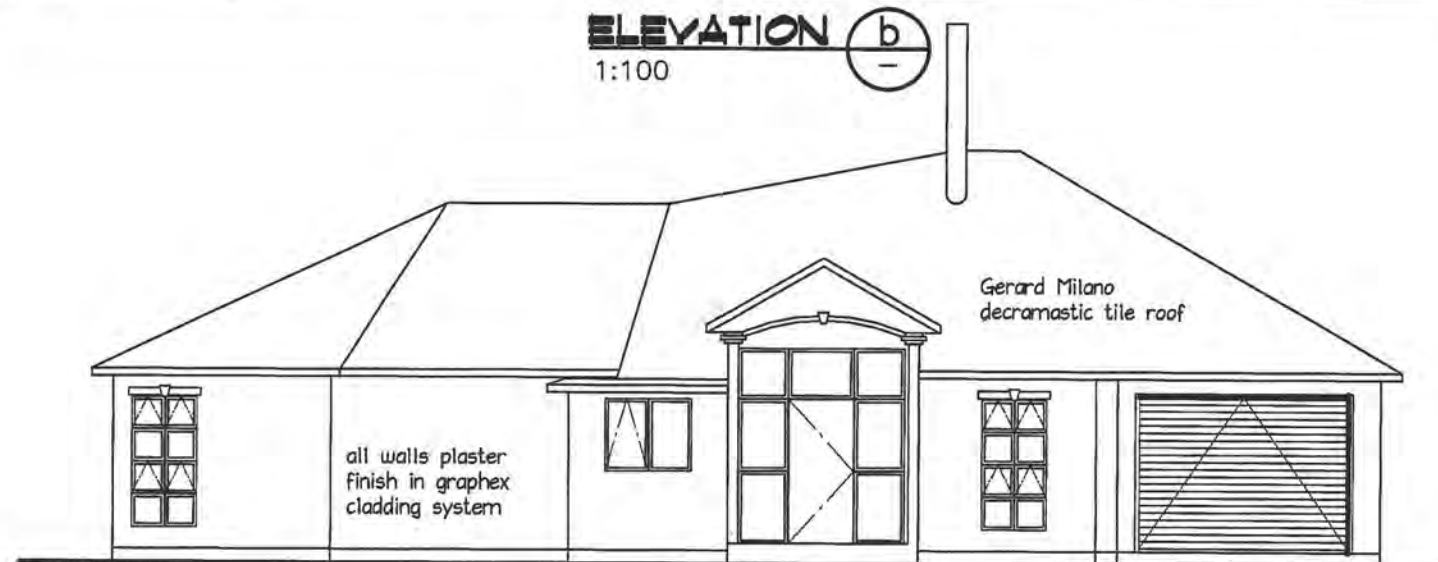 ELEVATION b
1:100 –
Gerard Milano
decramastic tile roof
all walls plaster
finish in graphex
cladding system